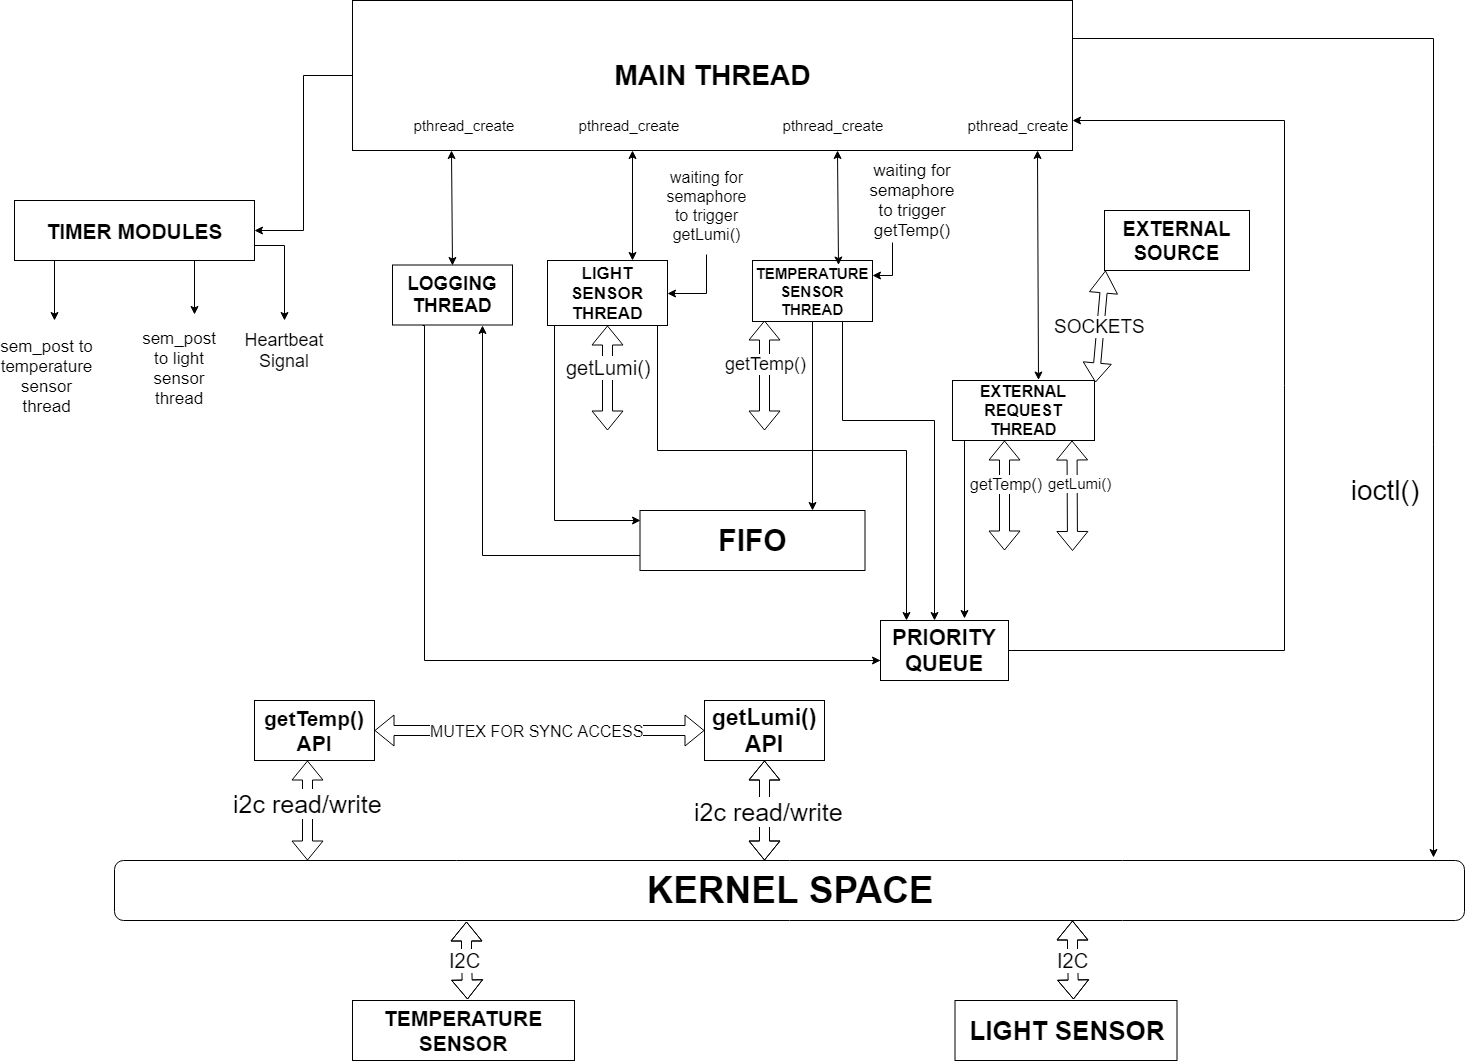 MAIN THREAD
pthread_create
pthread_create
pthread_create
pthread_create
waiting for
semaphore
to trigger
getLumi()
waiting for
semaphore
to trigger
getTemp()
TIMER MODULES
EXTERNAL
SOURCE
LOGGING
THREAD
LIGHT
SENSOR
THREAD
TEMPERATURE
SENSOR
THREAD
SOCKETS
sem_post to
temperature
sensor
thread
sem_post
to light
sensor
thread
Heartbeat
Signal
getLumi()
getTemp()
EXTERNAL
REQUEST
THREAD
getTemp()
getLumi()
ioctl()
FIFO
PRIORITY
QUEUE
getTemp()
API
MUTEX FOR SYNC ACCESS
getLumi()
API
i2c read/write
i2c read/write
KERNEL SPACE
I2C
I2C
TEMPERATURE
SENSOR
LIGHT SENSOR